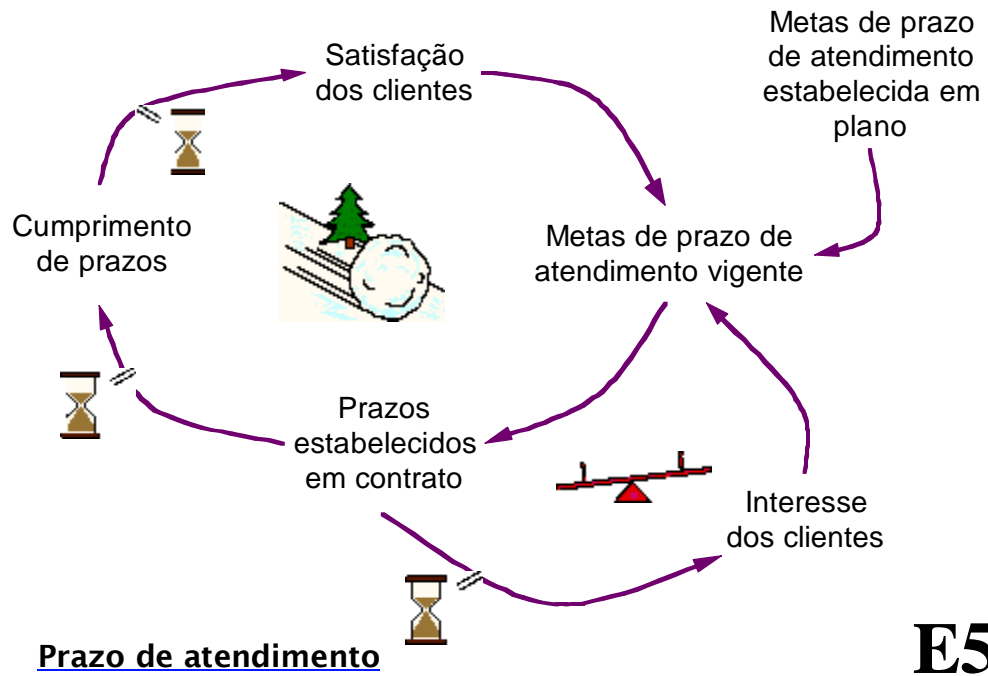 Metas de prazo
de atendimento
estabelecida em
plano
Satisfação
dos clientes
Cumprimento
de prazos
Metas de prazo de
atendimento vigente
Prazos
estabelecidos
em contrato
Interesse
dos clientes
Prazo de atendimento
E5